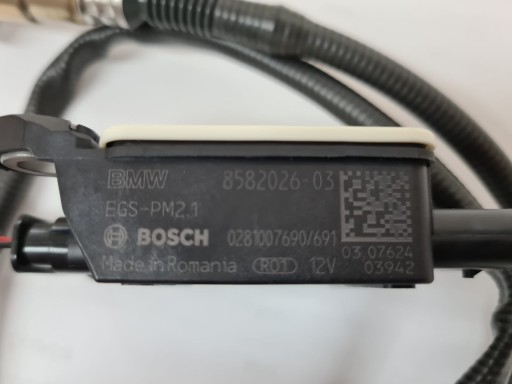 BMW 8582026-03
EGS-PM2.1
BOSCH 0281007690/691
Made in Romania R01 12V
03.07624
03942